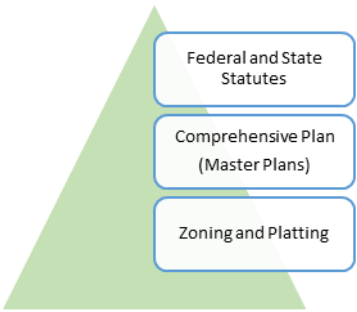 Federal and State
Statutes
Comprehensive Plan
(Master Plans)
Zoning and Platting